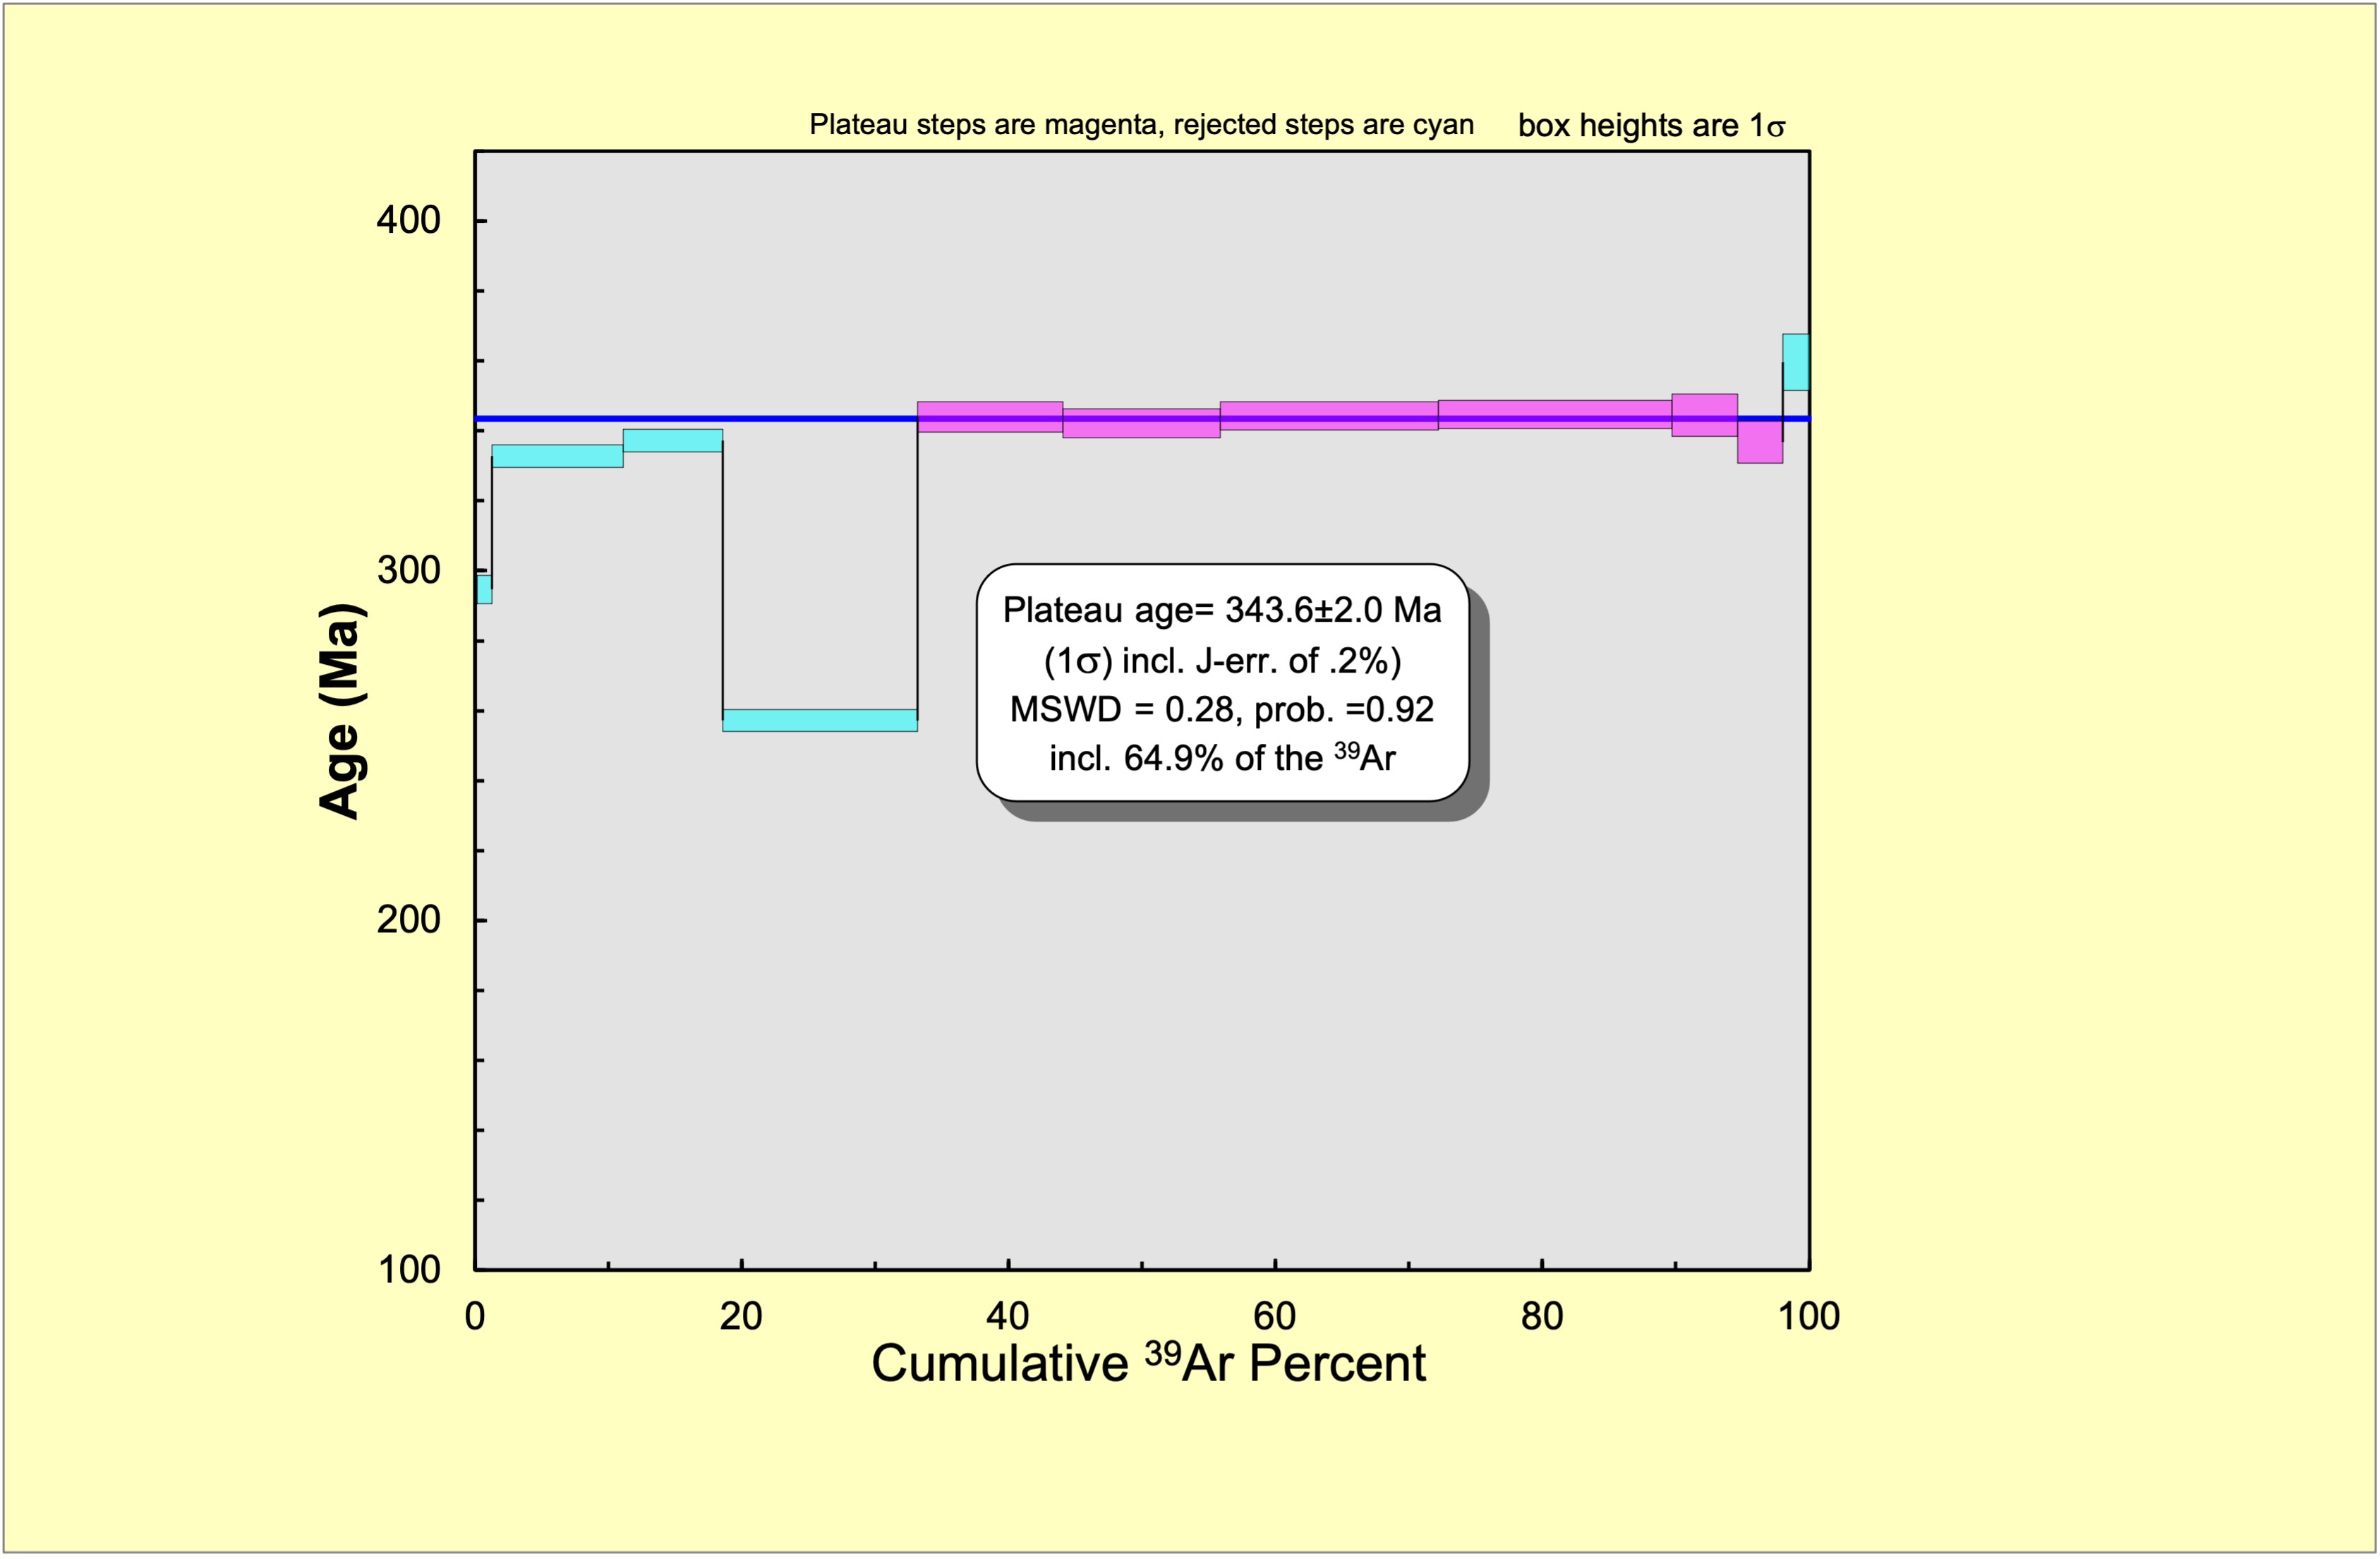 Plateau steps are magenta, rejected steps are cyan box heights are 1σ
400
300
200
100
Age (Ma)
Plateau age= 343.6±2.0 Ma
(1σ) incl. J-err. of .2%)
MSWD = 0.28, prob. =0.92
incl. 64.9% of the ³⁹Ar
0 20 40 60 80 100
Cumulative ³⁹Ar Percent